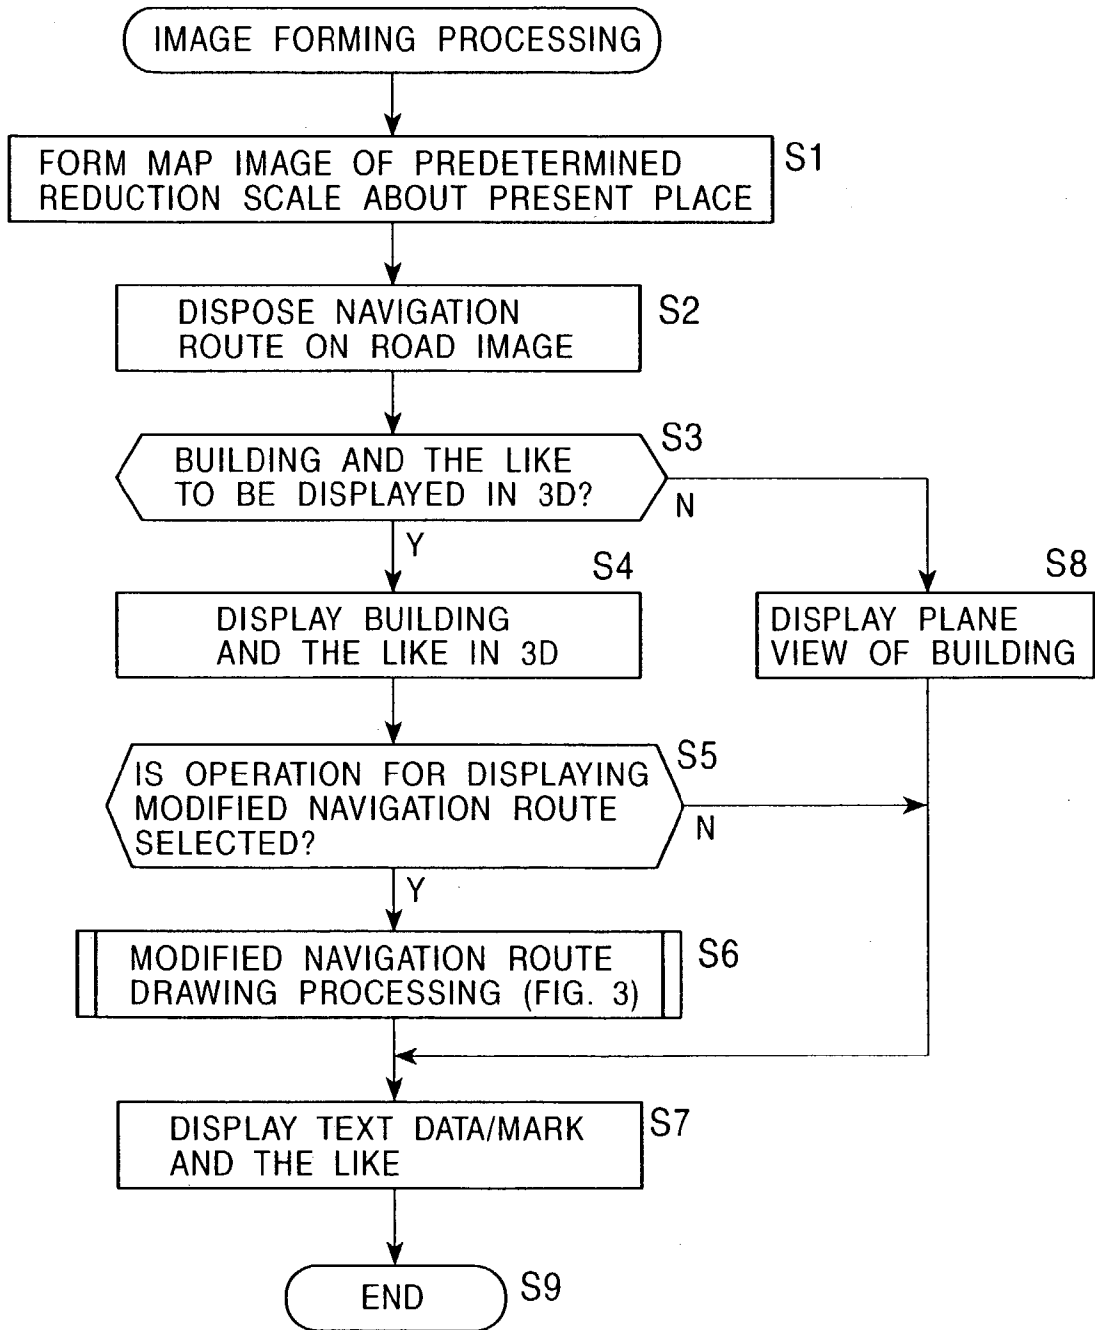 IMAGE FORMING PROCESSING
FORM MAP IMAGE OF PREDETERMINED
REDUCTION SCALE ABOUT PRESENT PLACE
S1
DISPOSE NAVIGATION
ROUTE ON ROAD IMAGE
S2
BUILDING AND THE LIKE
TO BE DISPLAYED IN 3D?
S3
N
Y
S4
DISPLAY BUILDING
AND THE LIKE IN 3D
S8
DISPLAY PLANE
VIEW OF BUILDING
IS OPERATION FOR DISPLAYING
MODIFIED NAVIGATION ROUTE
SELECTED?
S5
N
Y
MODIFIED NAVIGATION ROUTE
DRAWING PROCESSING (FIG. 3)
S6
DISPLAY TEXT DATA/MARK
AND THE LIKE
S7
END
S9